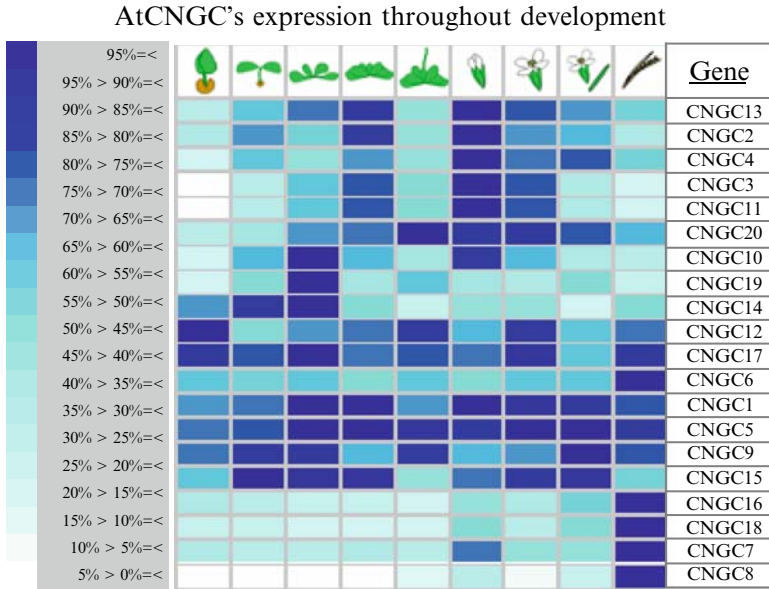 AtCNGC's expression throughout development
95%=<
95% > 90%=<
90% > 85%=<
85% > 80%=<
80% > 75%=<
75% > 70%=<
70% > 65%=<
65% > 60%=<
60% > 55%=<
55% > 50%=<
50% > 45%=<
45% > 40%=<
40% > 35%=<
35% > 30%=<
30% > 25%=<
25% > 20%=<
20% > 15%=<
15% > 10%=<
10% > 5%=<
5% > 0%=<
Gene
CNGC13
CNGC2
CNGC4
CNGC3
CNGC11
CNGC20
CNGC10
CNGC19
CNGC14
CNGC12
CNGC17
CNGC6
CNGC1
CNGC5
CNGC9
CNGC15
CNGC16
CNGC18
CNGC7
CNGC8